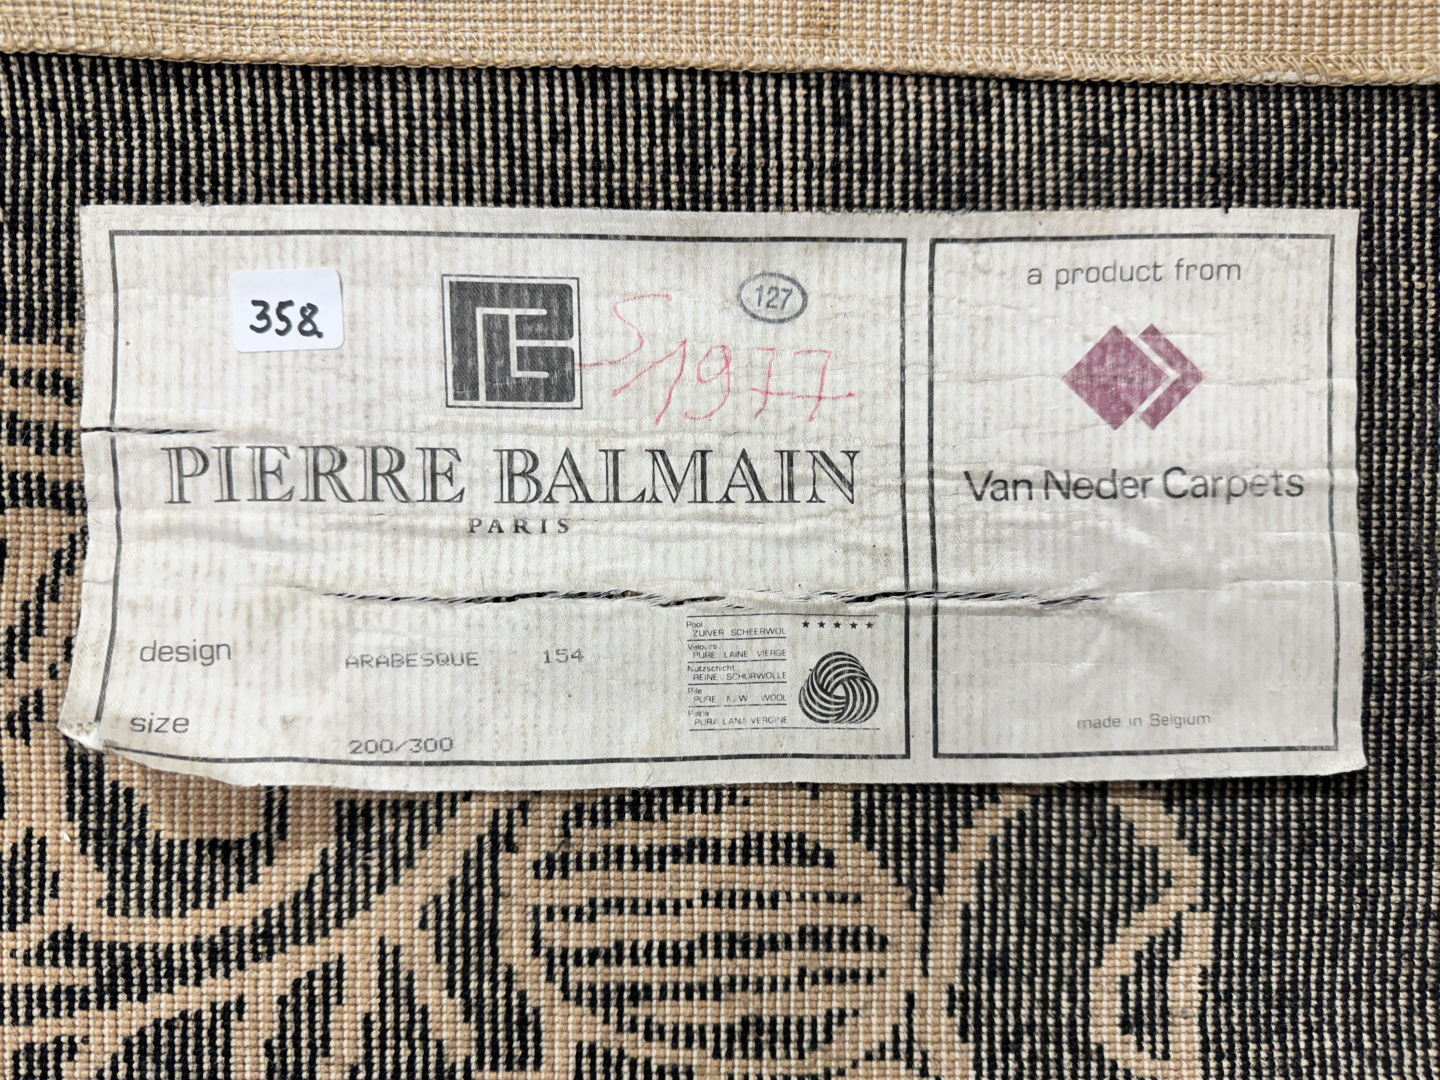 358
127
S 1977
PIERRE BALMAIN
PARIS
design ARABESQUE 154
size 200/300
Pool
ZUIVER SCHEERWOL
Velours
PURE LAINE VIERGE
Nutzschicht
REINE SCHURWOLLE
Pile
PURE NEW WOOL
PURA LANA VERGINE
a product from
Van Neder Carpets
made in Belgium